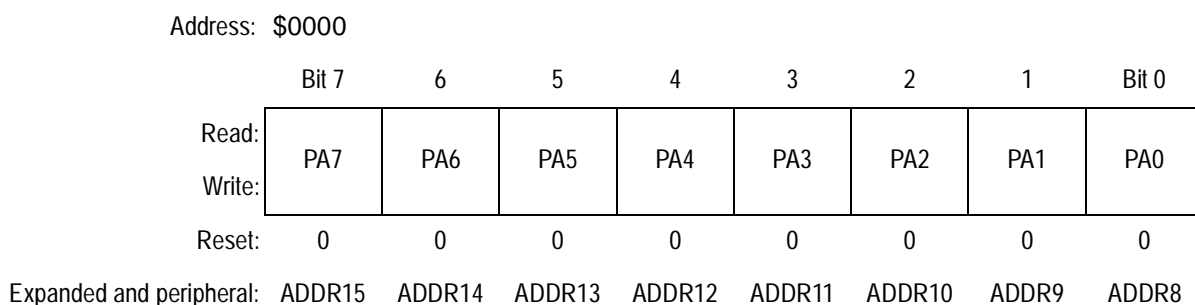 Address: $0000
Bit 7 6 5 4 3 2 1 Bit 0
Read:
PA7 PA6 PA5 PA4 PA3 PA2 PA1 PA0
Write:
Reset: 0 0 0 0 0 0 0 0
Expanded and peripheral: ADDR15 ADDR14 ADDR13 ADDR12 ADDR11 ADDR10 ADDR9 ADDR8